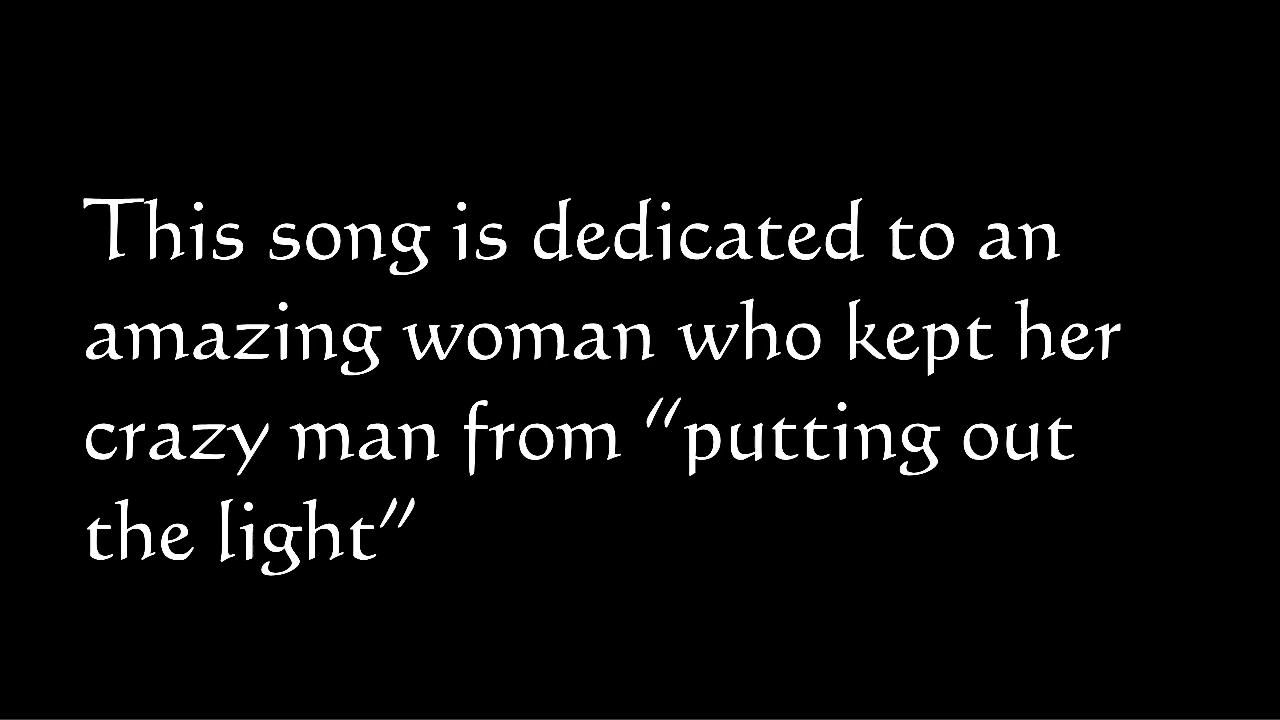 This song is dedicated to an
amazing woman who kept her
crazy man from “putting out
the light”